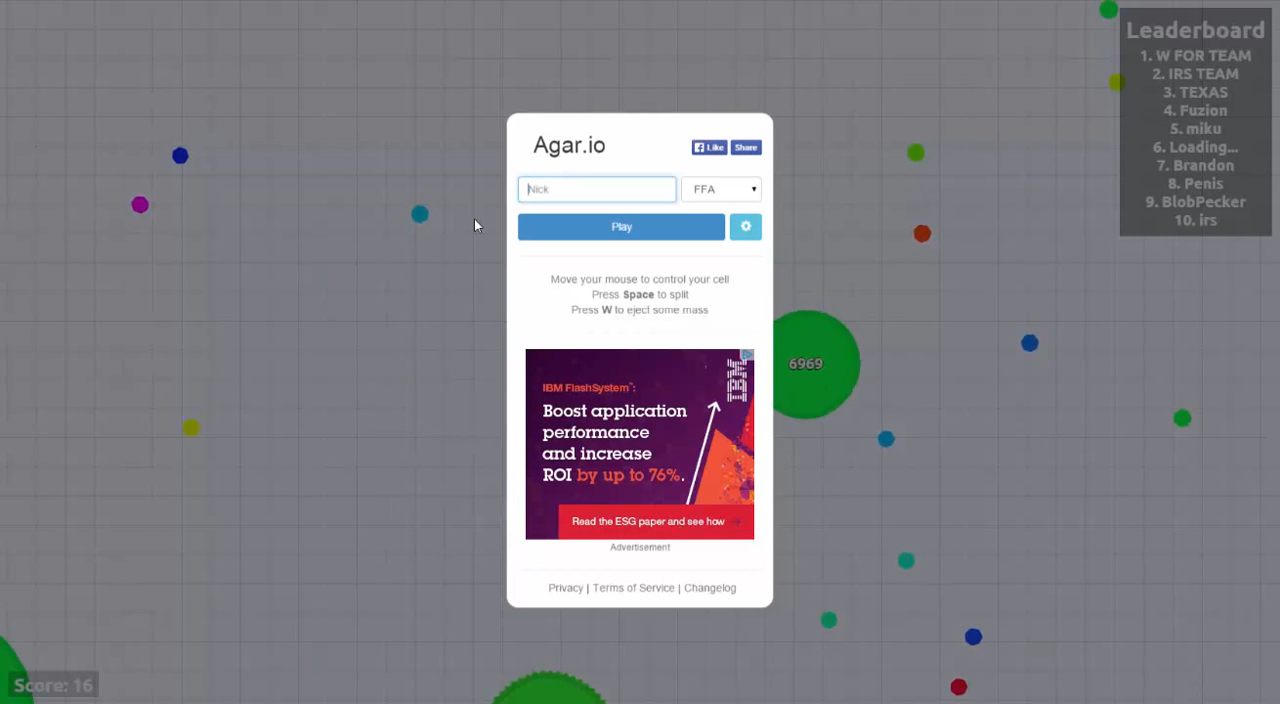 Leaderboard
1. W FOR TEAM
2. IRS TEAM
3. TEXAS
4. Fuzion
5. miku
6. Loading...
7. Brandon
8. Penis
9. BlobPecker
10. irs
Agar.io
Like Share
Nick FFA
Play
Move your mouse to control your cell
Press Space to split
Press W to eject some mass
6969
IBM
IBM FlashSystem™:
Boost application
performance
and increase
ROI by up to 76%.
Read the ESG paper and see how →
Advertisement
Privacy | Terms of Service | Changelog
Score: 16